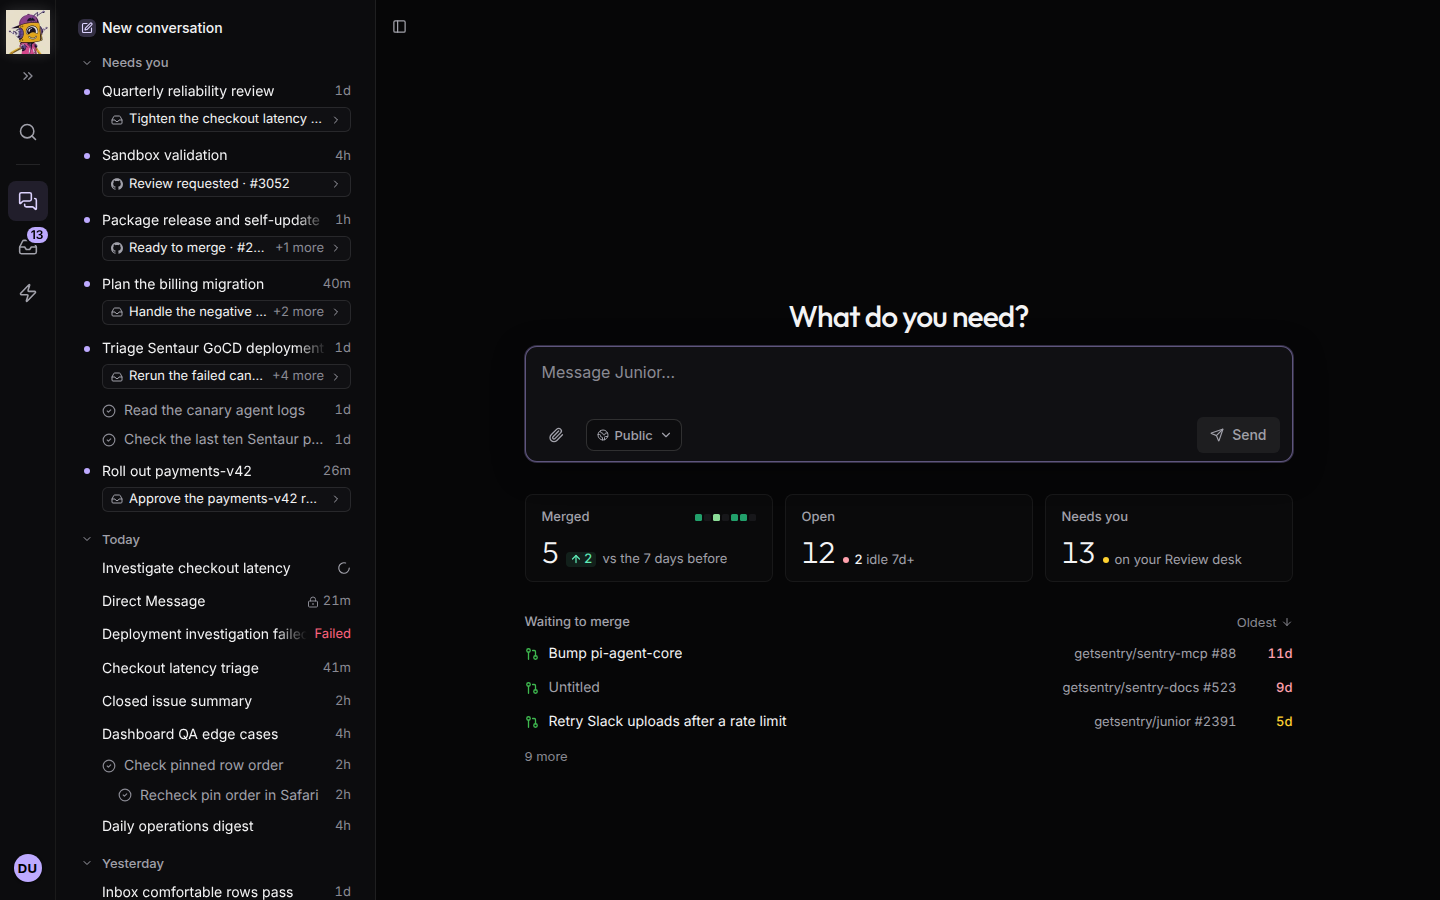 New conversation
Needs you
Quarterly reliability review 1d
Tighten the checkout latency ...
Sandbox validation 4h
Review requested · #3052
Package release and self-update 1h
Ready to merge · #2... +1 more
Plan the billing migration 40m
Handle the negative ... +2 more
Triage Sentaur GoCD deployment 1d
Rerun the failed can... +4 more
Read the canary agent logs 1d
Check the last ten Sentaur p... 1d
Roll out payments-v42 26m
Approve the payments-v42 r...
Today
Investigate checkout latency
Direct Message 21m
Deployment investigation failed Failed
Checkout latency triage 41m
Closed issue summary 2h
Dashboard QA edge cases 4h
Check pinned row order 2h
Recheck pin order in Safari 2h
Daily operations digest 4h
Yesterday
Inbox comfortable rows pass 1d
13
DU
What do you need?
Message Junior...
Public
Send
Merged
5 2 vs the 7 days before
Open
12 2 idle 7d+
Needs you
13 on your Review desk
Waiting to merge Oldest
Bump pi-agent-core getsentry/sentry-mcp #88 11d
Untitled getsentry/sentry-docs #523 9d
Retry Slack uploads after a rate limit getsentry/junior #2391 5d
9 more